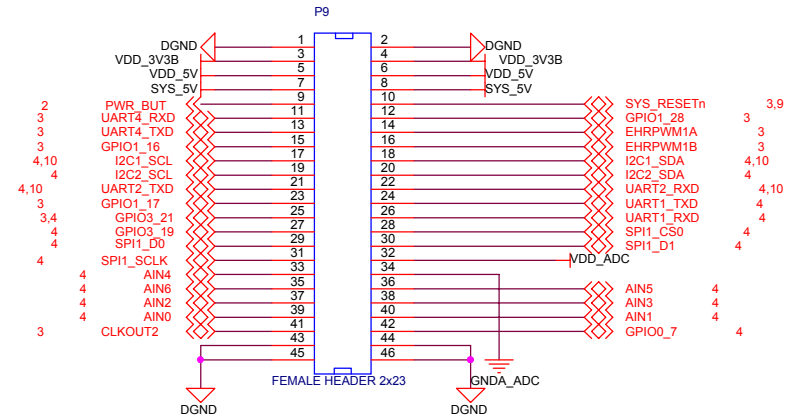 P9
DGND 1 2 DGND
VDD_3V3B 3 4 VDD_3V3B
VDD_5V 5 6 VDD_5V
SYS_5V 7 8 SYS_5V
2 PWR_BUT 9 10 SYS_RESETn 3,9
3 UART4_RXD 11 12 GPIO1_28 3
3 UART4_TXD 13 14 EHRPWM1A 3
3 GPIO1_16 15 16 EHRPWM1B 3
4,10 I2C1_SCL 17 18 I2C1_SDA 4,10
4 I2C2_SCL 19 20 I2C2_SDA 4
4,10 UART2_TXD 21 22 UART2_RXD 4,10
3 GPIO1_17 23 24 UART1_TXD 4
3,4 GPIO3_21 25 26 UART1_RXD 4
4 GPIO3_19 27 28 SPI1_CS0 4
4 SPI1_D0 29 30 SPI1_D1 4
4 SPI1_SCLK 31 32 VDD_ADC
4 AIN4 33 34
4 AIN6 35 36 AIN5 4
4 AIN2 37 38 AIN3 4
4 AIN0 39 40 AIN1 4
3 CLKOUT2 41 42 GPIO0_7 4
43 44
45 46
FEMALE HEADER 2x23
GNDA_ADC
DGND DGND